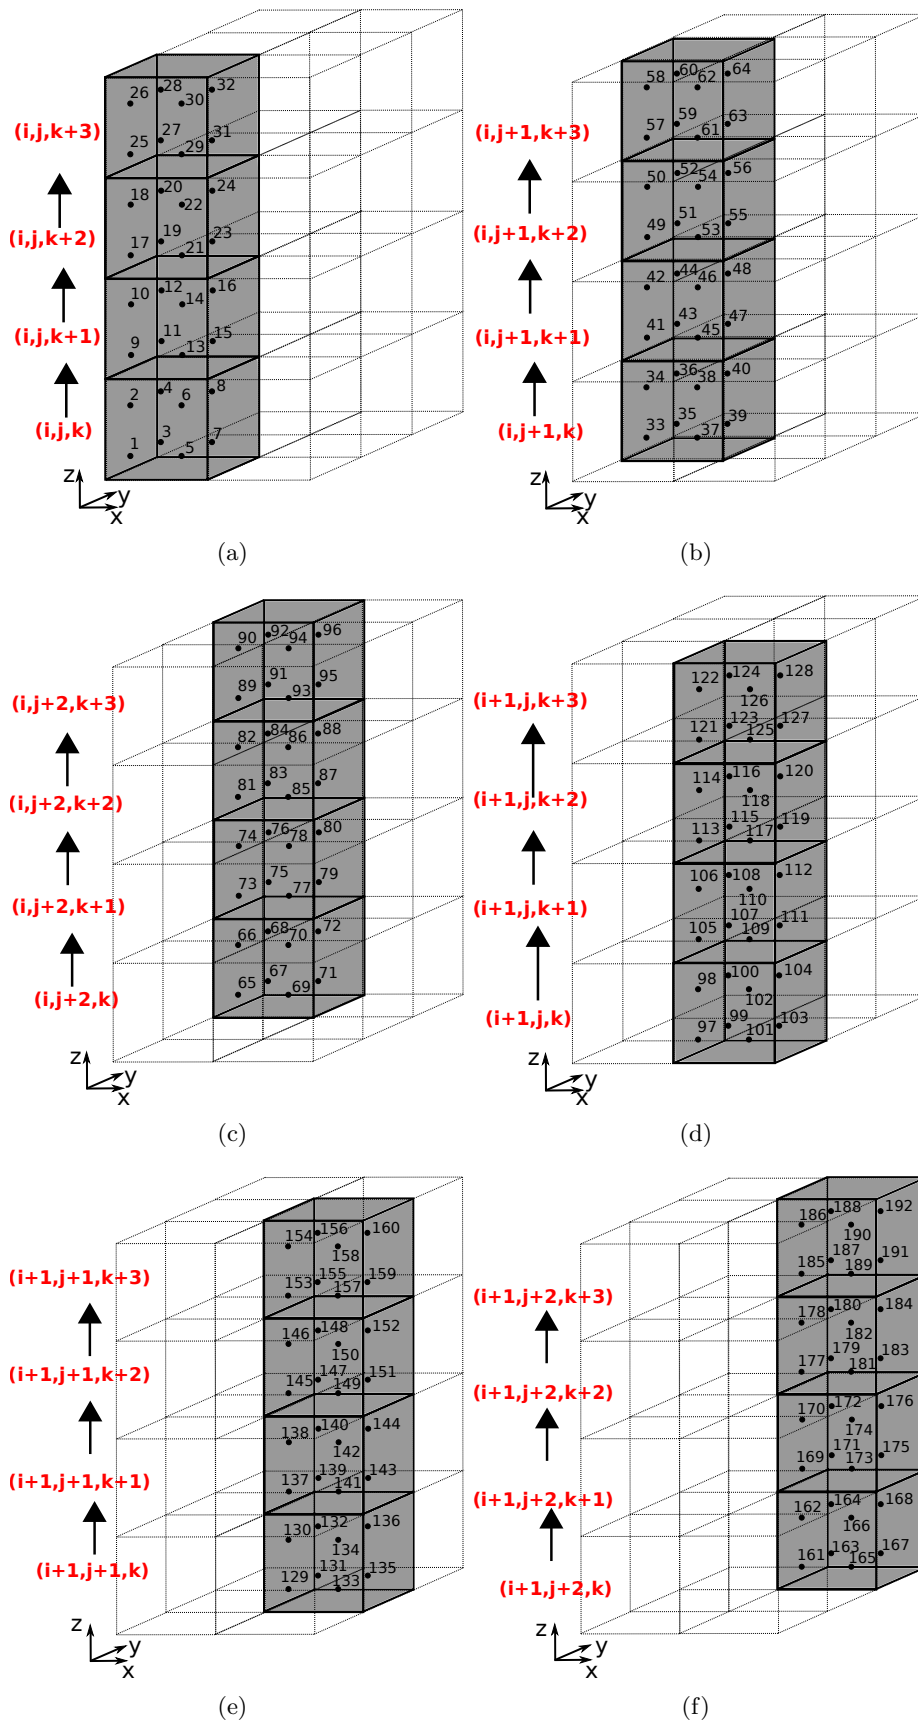 26 28 30 32
(i,j,k+3)
25 27 29 31
18 20 22 24
(i,j,k+2)
17 19 21 23
10 12 14 16
(i,j,k+1)
9 11 13 15
2 4 6 8
(i,j,k)
1 3 5 7
z y x
(a)
58 60 62 64
(i,j+1,k+3)
57 59 61 63
50 52 54 56
(i,j+1,k+2)
49 51 53 55
42 44 46 48
(i,j+1,k+1)
41 43 45 47
34 36 38 40
(i,j+1,k)
33 35 37 39
z y x
(b)
90 92 94 96
(i,j+2,k+3)
89 91 93 95
82 84 86 88
(i,j+2,k+2)
81 83 85 87
74 76 78 80
(i,j+2,k+1)
73 75 77 79
66 68 70 72
(i,j+2,k)
65 67 69 71
z y x
(c)
122 124 126 128
(i+1,j,k+3)
121 123 125 127
114 116 118 120
(i+1,j,k+2)
113 115 117 119
106 108 110 112
(i+1,j,k+1)
105 107 109 111
98 100 102 104
(i+1,j,k)
97 99 101 103
z y x
(d)
154 156 158 160
(i+1,j+1,k+3)
153 155 157 159
146 148 150 152
(i+1,j+1,k+2)
145 147 149 151
138 140 142 144
(i+1,j+1,k+1)
137 139 141 143
130 132 134 136
(i+1,j+1,k)
129 131 133 135
z y x
(e)
186 188 190 192
(i+1,j+2,k+3)
185 187 189 191
178 180 182 184
(i+1,j+2,k+2)
177 179 181 183
170 172 174 176
(i+1,j+2,k+1)
169 171 173 175
162 164 166 168
(i+1,j+2,k)
161 163 165 167
z y x
(f)